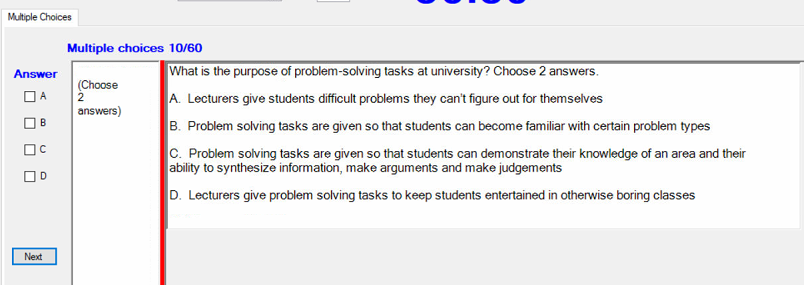 Multiple Choices
Multiple choices 10/60
Answer
A
B
C
D
(Choose
2
answers)
What is the purpose of problem-solving tasks at university? Choose 2 answers.
A. Lecturers give students difficult problems they can't figure out for themselves
B. Problem solving tasks are given so that students can become familiar with certain problem types
C. Problem solving tasks are given so that students can demonstrate their knowledge of an area and their
ability to synthesize information, make arguments and make judgements
D. Lecturers give problem solving tasks to keep students entertained in otherwise boring classes
Next